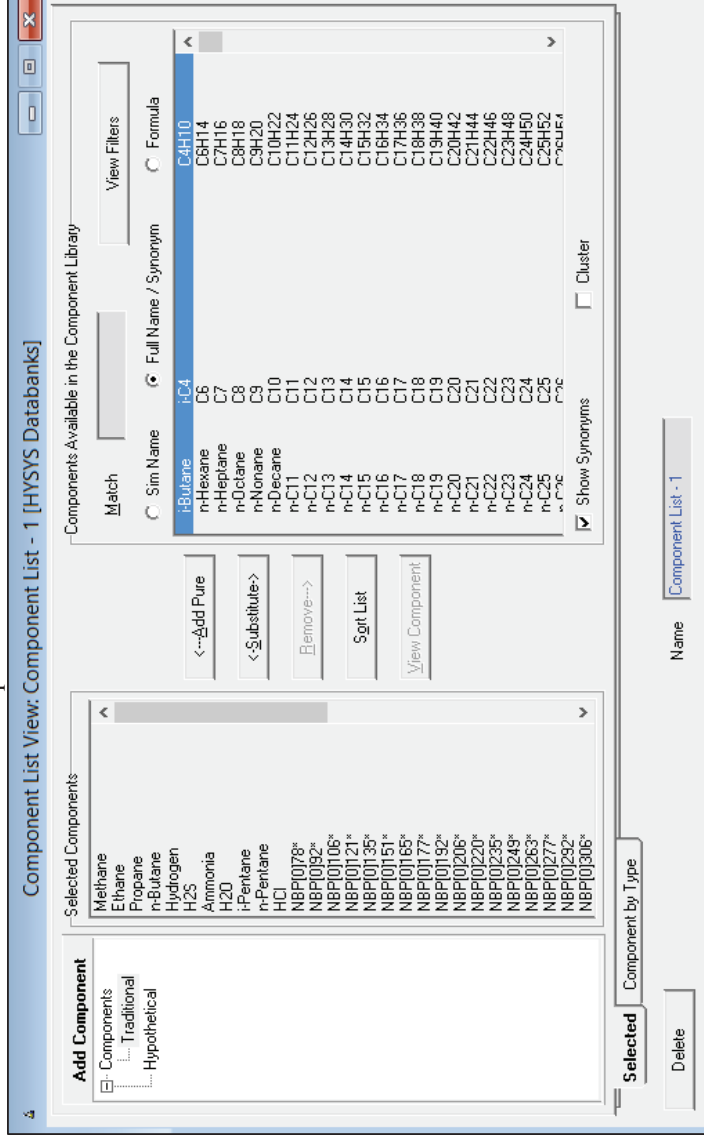 Component List View: Component List - 1 [HYSYS Databanks]
Add Component
Components
Traditional
Hypothetical
Selected Components
Methane
Ethane
Propane
n-Butane
Hydrogen
H2S
Ammonia
H2O
i-Pentane
n-Pentane
HCl
NBP[0]78*
NBP[0]92*
NBP[0]106*
NBP[0]121*
NBP[0]135*
NBP[0]151*
NBP[0]165*
NBP[0]177*
NBP[0]192*
NBP[0]206*
NBP[0]220*
NBP[0]235*
NBP[0]249*
NBP[0]263*
NBP[0]277*
NBP[0]292*
NBP[0]306*
<---Add Pure
<-Substitute->
Remove--->
Sort List
View Component
Components Available in the Component Library
Match
View Filters
Sim Name Full Name / Synonym Formula
i-Butane i-C4 C4H10
n-Hexane C6 C6H14
n-Heptane C7 C7H16
n-Octane C8 C8H18
n-Nonane C9 C9H20
n-Decane C10 C10H22
n-C11 C11 C11H24
n-C12 C12 C12H26
n-C13 C13 C13H28
n-C14 C14 C14H30
n-C15 C15 C15H32
n-C16 C16 C16H34
n-C17 C17 C17H36
n-C18 C18 C18H38
n-C19 C19 C19H40
n-C20 C20 C20H42
n-C21 C21 C21H44
n-C22 C22 C22H46
n-C23 C23 C23H48
n-C24 C24 C24H50
n-C25 C25 C25H52
n-C26 C26 C26H54
Show Synonyms Cluster
Selected Component by Type
Delete
Name Component List - 1